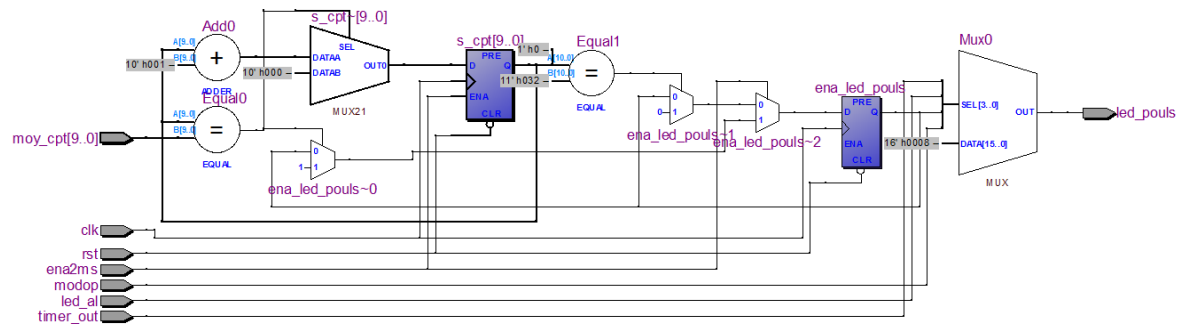 s_cpt~[9..0]
Add0
A[9..0]
B[9..0]
10' h001
+
ADDER
SEL
DATAA
DATAB
OUT0
10' h000
MUX21
s_cpt[9..0]
PRE
D
Q
ENA
CLR
1' h0
11' h032
Equal1
A[10..0]
B[10..0]
=
EQUAL
Equal0
A[9..0]
B[9..0]
=
EQUAL
moy_cpt[9..0]
0
1
1
ena_led_pouls~0
0
0
1
ena_led_pouls~1
0
1
ena_led_pouls~2
ena_led_pouls
PRE
D
Q
ENA
CLR
Mux0
SEL[3..0]
OUT
16' h0008
DATA[15..0]
MUX
led_pouls
clk
rst
ena2ms
modop
led_al
timer_out